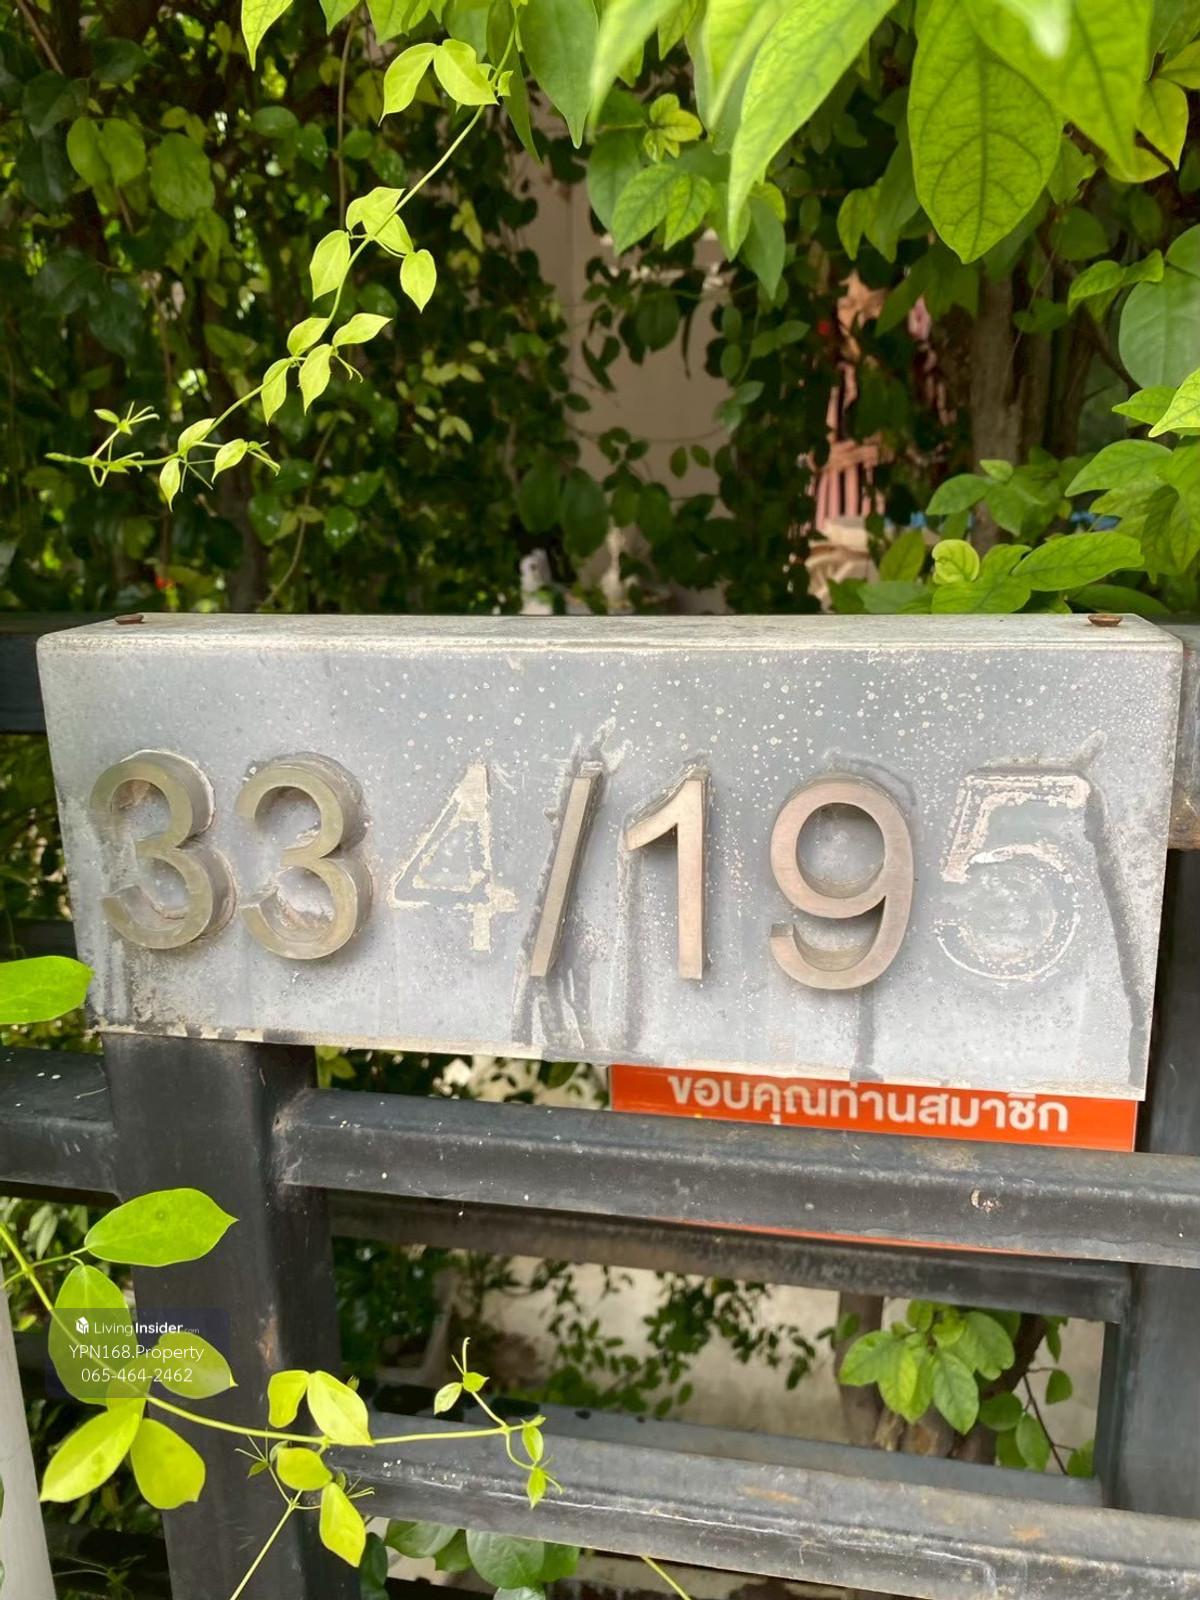 334/195
ขอบคุณท่านสมาชิก
LivingInsider.com
YPN168.Property
065-464-2462